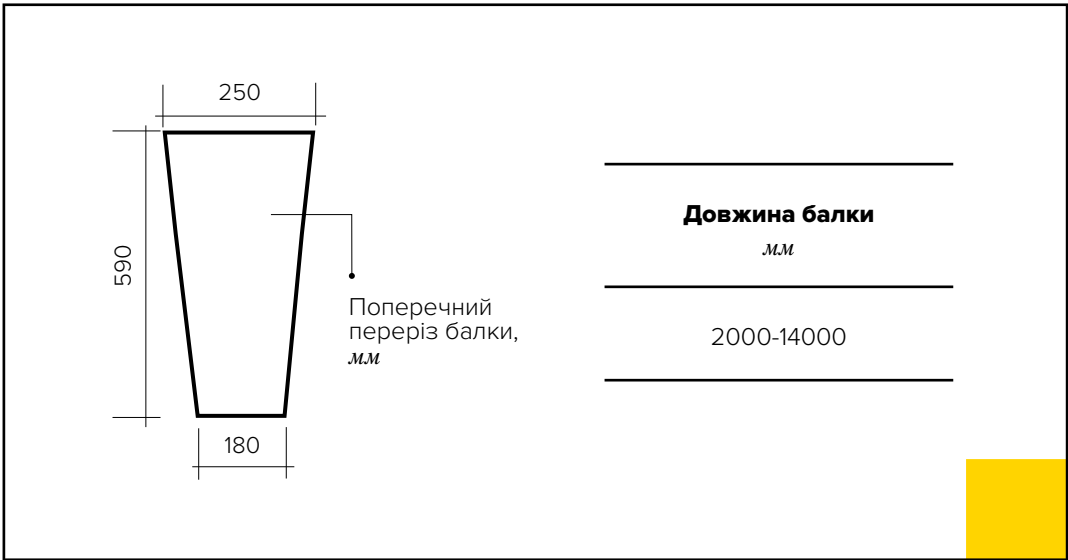 250
590
Поперечний
переріз балки,
мм
180
Довжина балки
мм
2000-14000